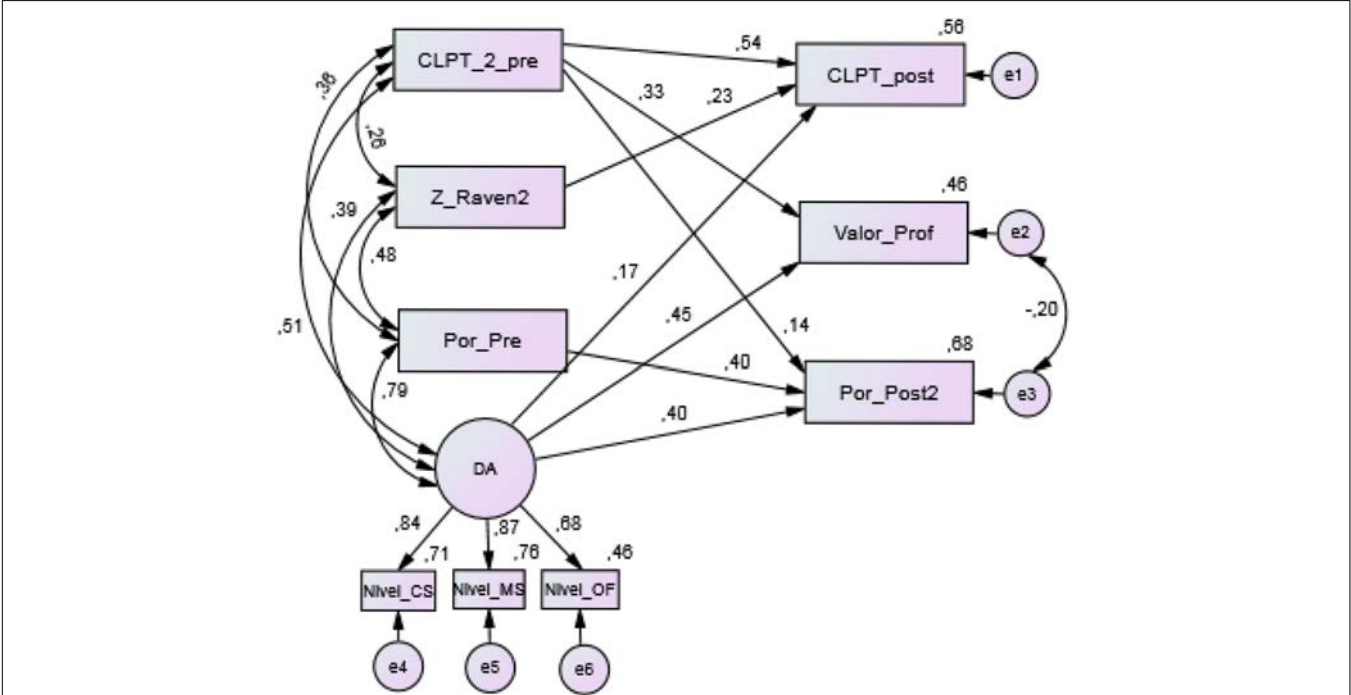 ,56
,54
CLPT_2_pre
CLPT_post
e1
,36
,33
,23
,26
,46
Z_Raven2
,39
Valor_Prof
e2
,48
,17
-,20
,51
,45
,14
Por_Pre
,68
,40
,79
Por_Post2
e3
,40
DA
,84
,87
,68
,71
,76
,46
NIvel_CS
NIvel_MS
NIvel_OF
e4
e5
e6